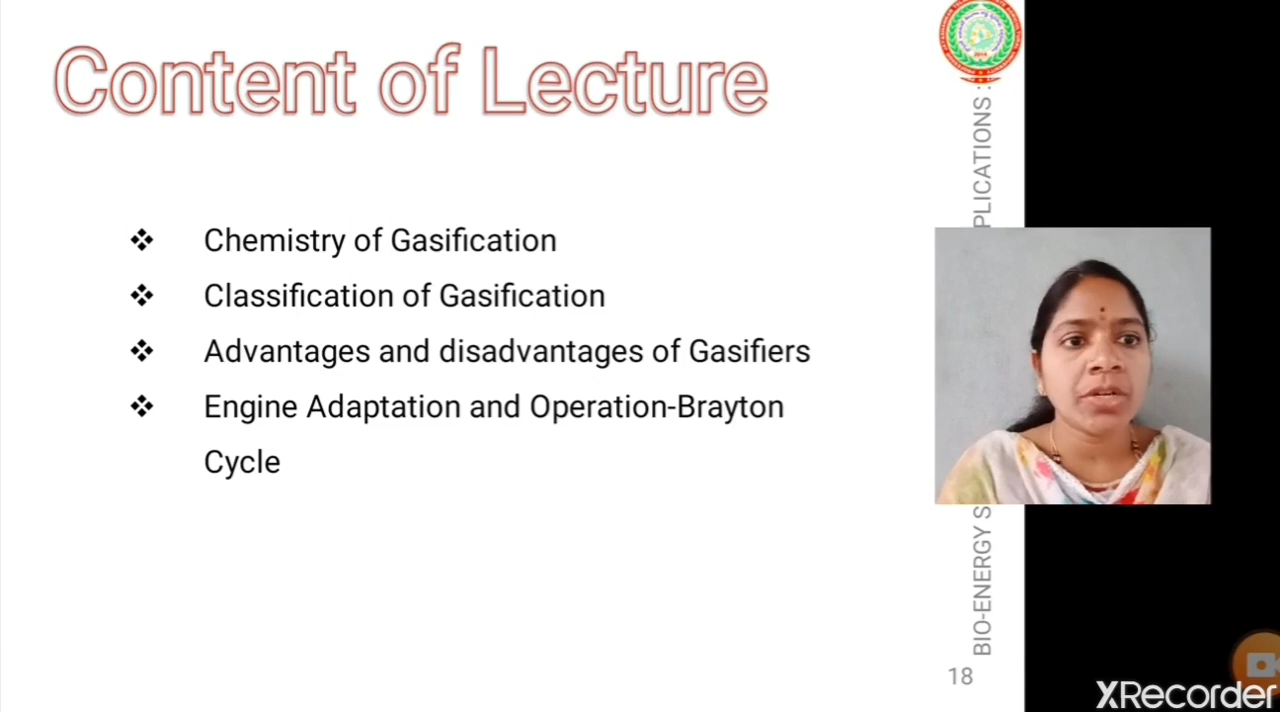 Content of Lecture
❖ Chemistry of Gasification
❖ Classification of Gasification
❖ Advantages and disadvantages of Gasifiers
❖ Engine Adaptation and Operation-Brayton
Cycle
BIO-ENERGY
PLICATIONS :
18
XRecorder